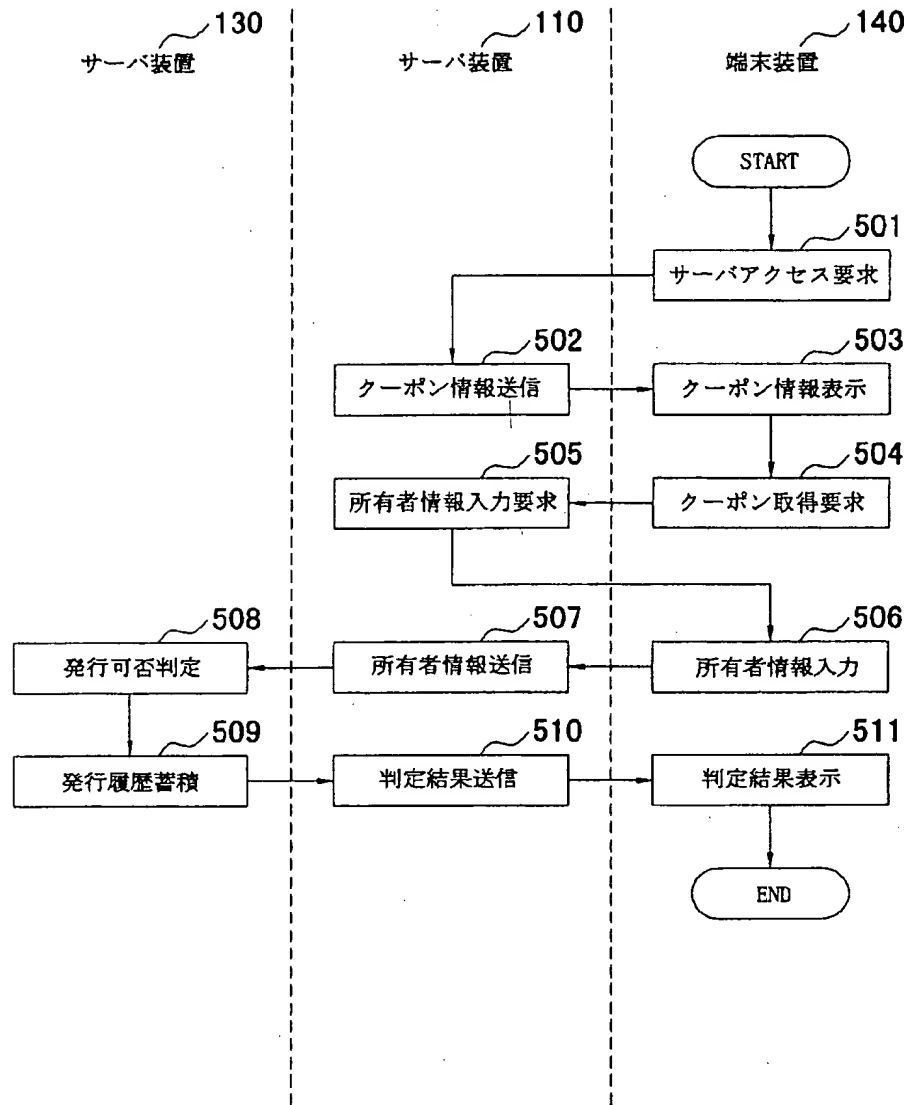 130
110
140
サーバ装置
サーバ装置
端末装置
START
501
サーバアクセス要求
502
503
クーポン情報送信
クーポン情報表示
505
504
所有者情報入力要求
クーポン取得要求
508
507
506
発行可否判定
所有者情報送信
所有者情報入力
509
510
511
発行履歴蓄積
判定結果送信
判定結果表示
END